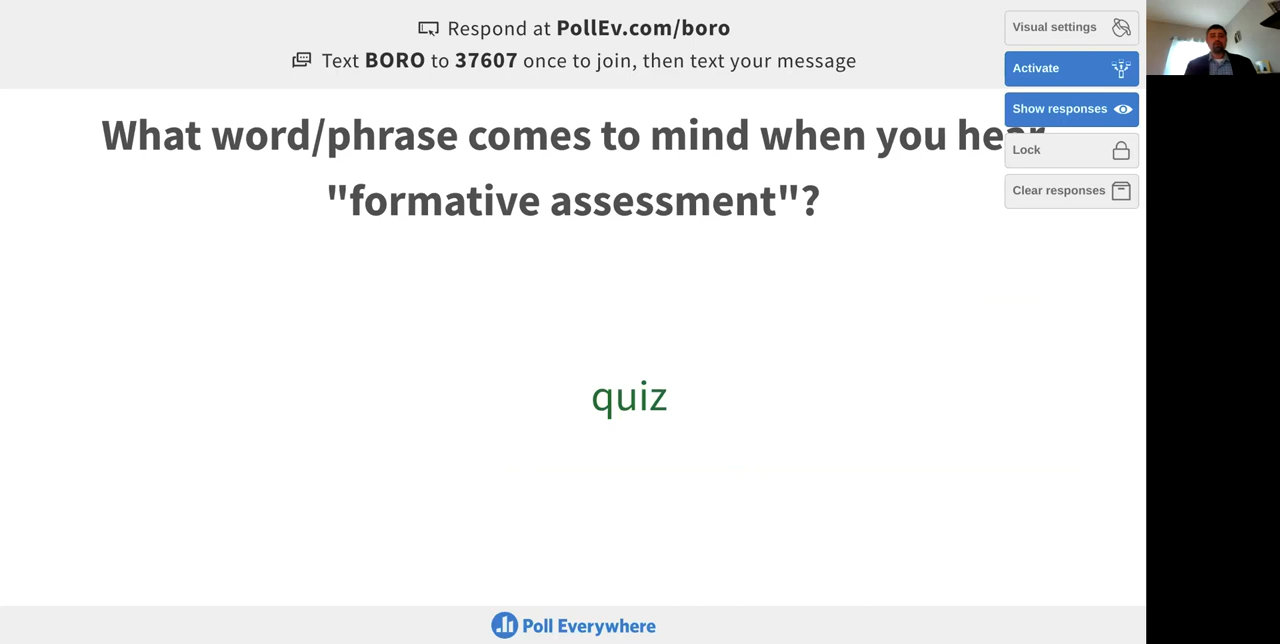 Respond at PollEv.com/boro
Text BORO to 37607 once to join, then text your message
What word/phrase comes to mind when you hear
"formative assessment"?
quiz
Visual settings
Activate
Show responses
Lock
Clear responses
Poll Everywhere